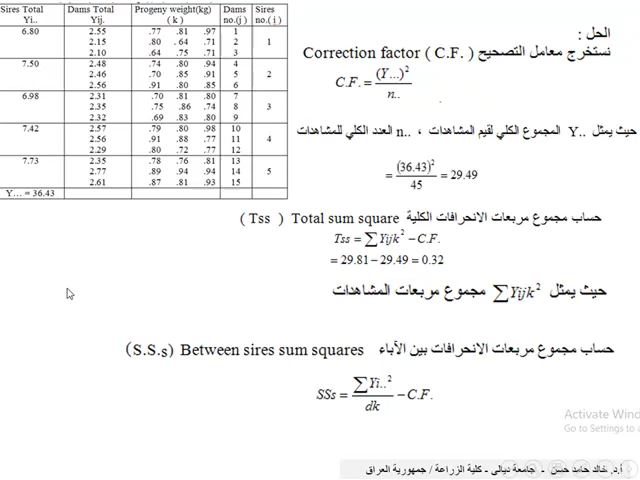 Sires Total Yi.. | Dams Total Yij. | Progeny weight(kg) ( k ) | Dams no.(j ) | Sires no.( i )
6.80 | 2.55 | .77 .81 .97 | 1 | 1
2.15 | .80 .64 .71 | 2
2.10 | .64 .75 .71 | 3
7.50 | 2.48 | .74 .80 .94 | 4 | 2
2.46 | .70 .85 .91 | 5
2.56 | .91 .80 .85 | 6
6.98 | 2.31 | .70 .81 .80 | 7 | 3
2.35 | .75 .86 .74 | 8
2.32 | .69 .83 .80 | 9
7.42 | 2.57 | .79 .80 .98 | 10 | 4
2.56 | .91 .88 .77 | 11
2.29 | .80 .72 .77 | 12
7.73 | 2.35 | .78 .76 .81 | 13 | 5
2.77 | .89 .94 .94 | 14
2.61 | .87 .81 .93 | 15
Y... = 36.43
الحل :
نستخرج معامل التصحيح Correction factor ( C.F. )
C.F. = (Y...)² / n..
حيث يمثل Y.. المجموع الكلي لقيم المشاهدات ، n.. العدد الكلي للمشاهدات
= (36.43)² / 45 = 29.49
حساب مجموع مربعات الانحرافات الكلية Total sum square ( Tss )
Tss = ∑Yijk² − C.F.
= 29.81 − 29.49 = 0.32
حيث يمثل ∑Yijk² مجموع مربعات المشاهدات
حساب مجموع مربعات الانحرافات بين الأباء Between sires sum squares (S.S.s)
SSs = ∑Yi..² / dk − C.F.
Activate Wind
Go to Settings to a
أ.د. خالد حامد حسن - جامعة ديالى - كلية الزراعة / جمهورية العراق